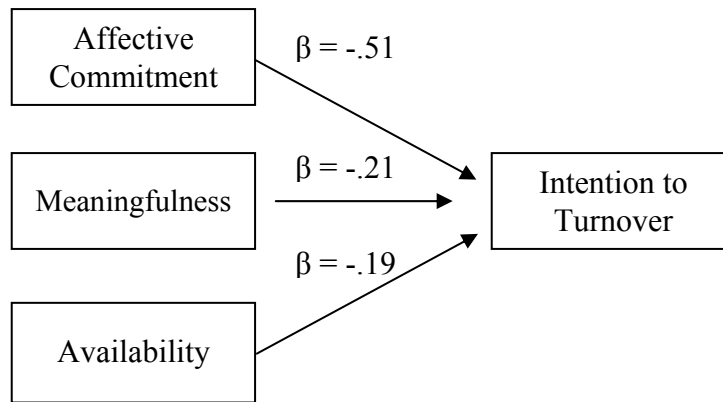 Affective
Commitment
β = -.51
Meaningfulness
β = -.21
Intention to
Turnover
β = -.19
Availability